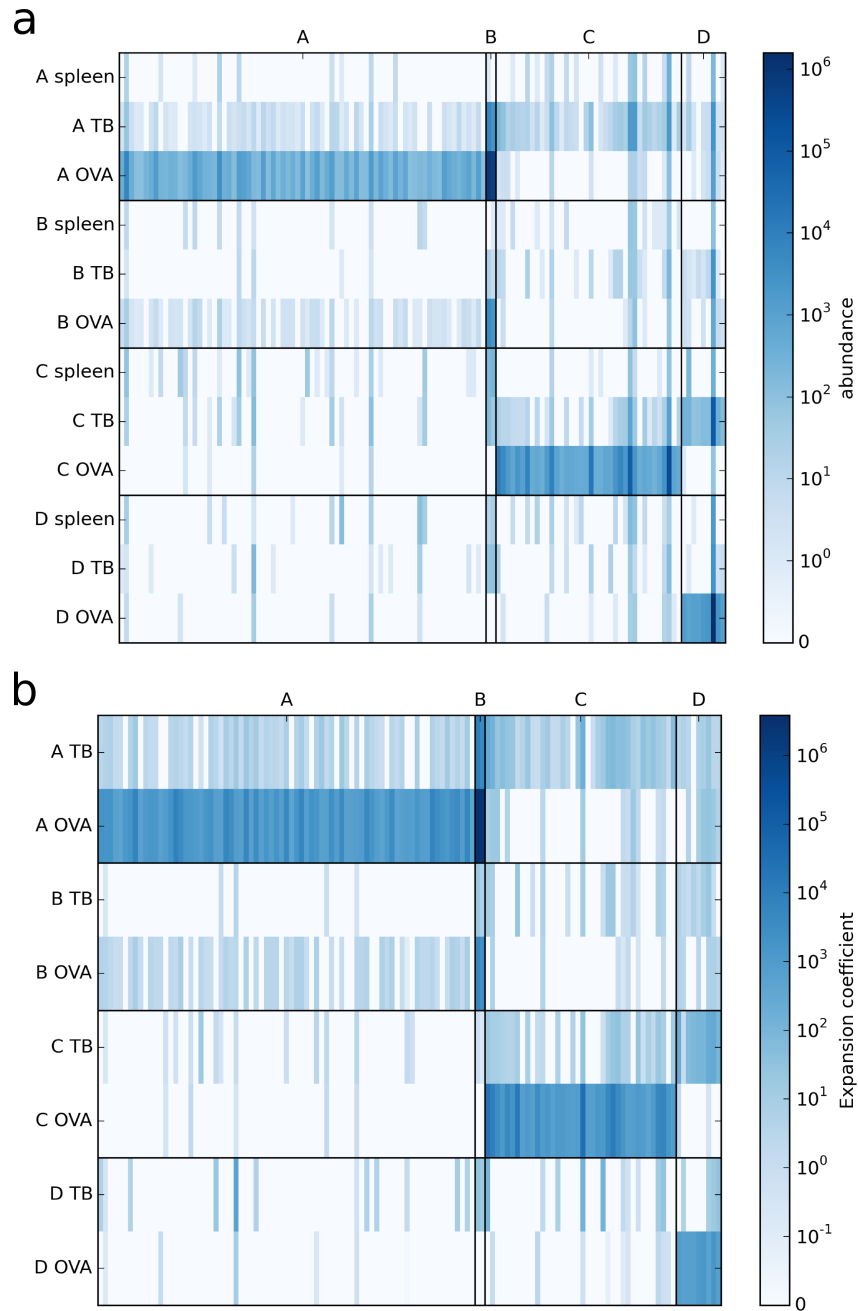 a
A B C D
A spleen
A TB
A OVA
B spleen
B TB
B OVA
C spleen
C TB
C OVA
D spleen
D TB
D OVA
10^6
10^5
10^4
10^3
10^2
10^1
10^0
0
abundance
b
A B C D
A TB
A OVA
B TB
B OVA
C TB
C OVA
D TB
D OVA
10^6
10^5
10^4
10^3
10^2
10^1
10^0
10^-1
0
Expansion coefficient